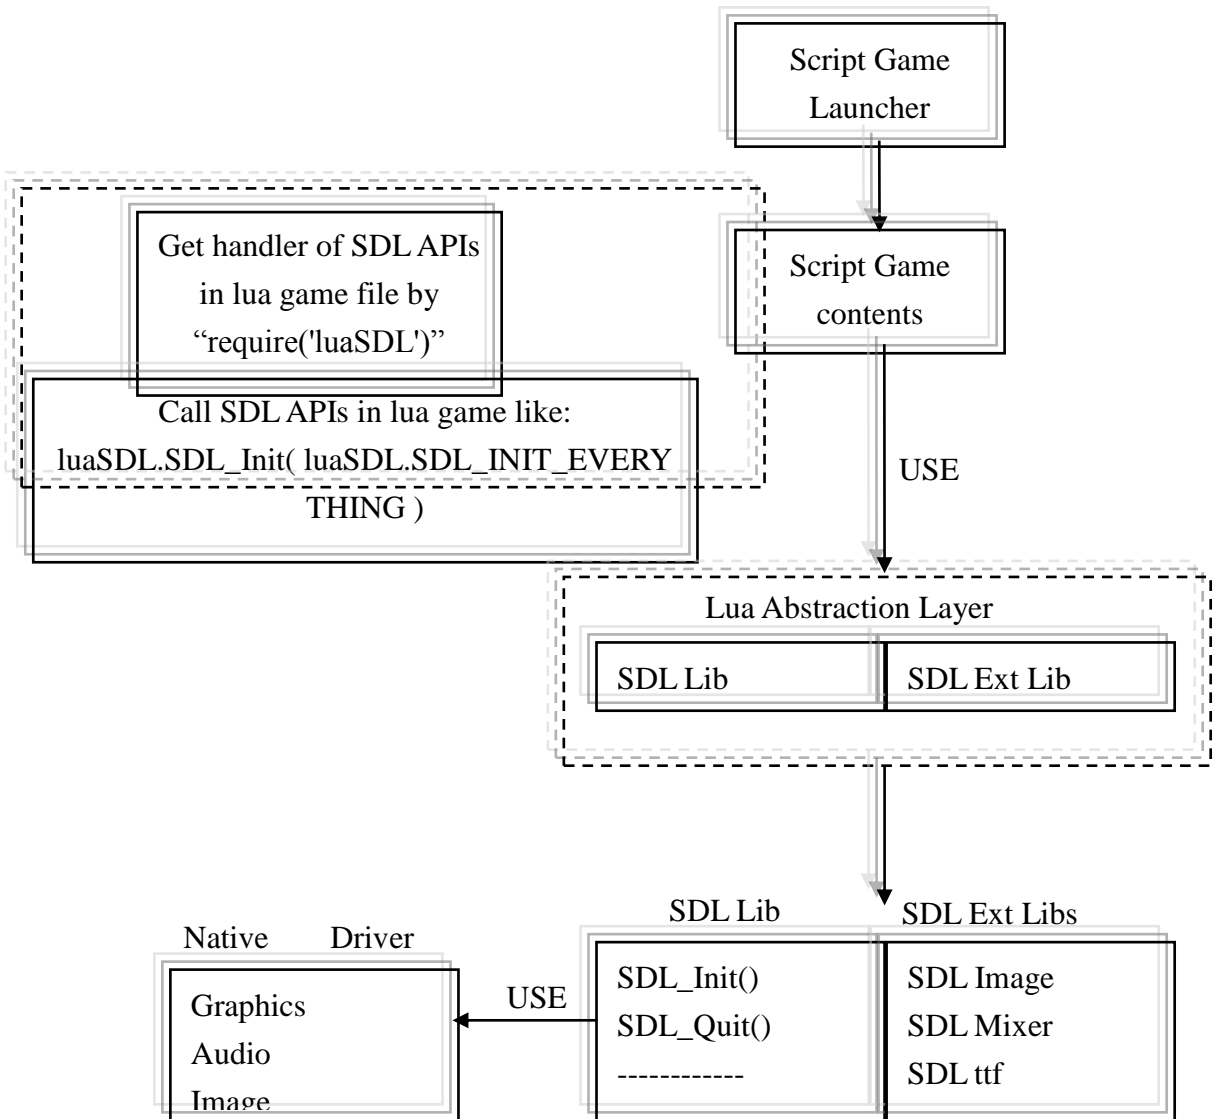 Script Game
Launcher
Get handler of SDL APIs
in lua game file by
“require('luaSDL')”
Call SDL APIs in lua game like:
luaSDL.SDL_Init( luaSDL.SDL_INIT_EVERY
THING )
Script Game
contents
USE
Lua Abstraction Layer
SDL Lib
SDL Ext Lib
Native Driver
Graphics
Audio
Image
USE
SDL Lib
SDL_Init()
SDL_Quit()
------------
SDL Ext Libs
SDL Image
SDL Mixer
SDL ttf